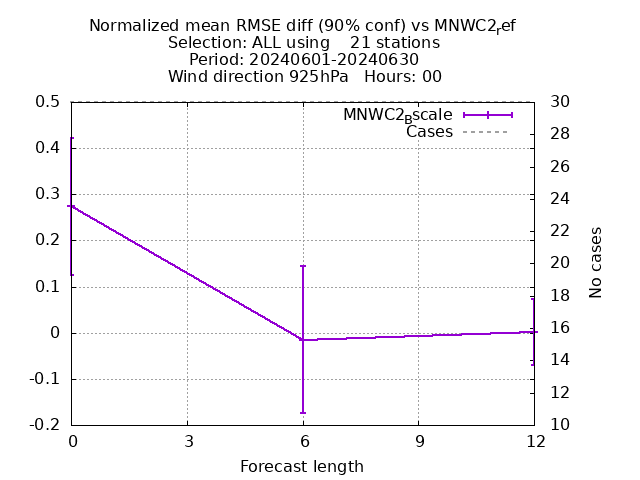 Normalized mean RMSE diff (90% conf) vs MNWC2ref
Selection: ALL using    21 stations
Period: 20240601-20240630
Wind direction 925hPa   Hours: 00
MNWC2Bscale
Cases
0.5
0.4
0.3
0.2
0.1
0
-0.1
-0.2
30
28
26
24
22
20
18
16
14
12
10
No cases
0 3 6 9 12
Forecast length